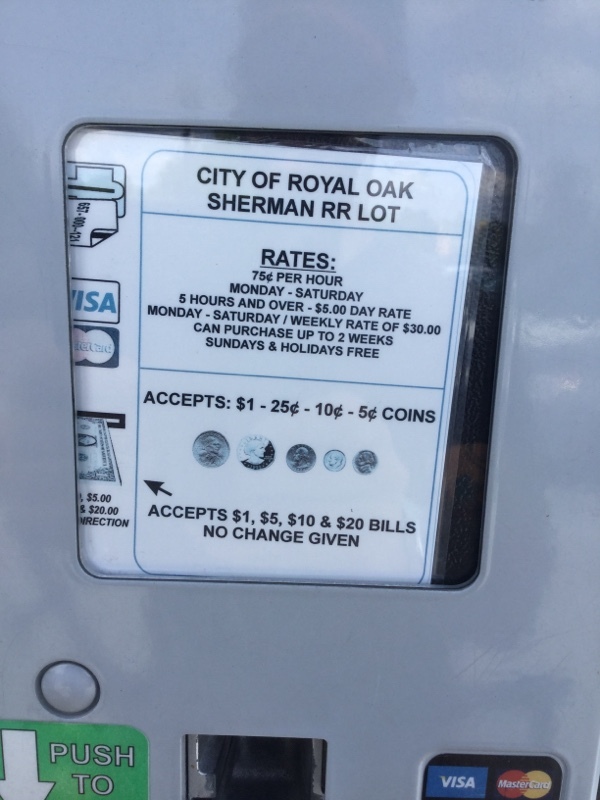 CITY OF ROYAL OAK
SHERMAN RR LOT
RATES:
75¢ PER HOUR
MONDAY - SATURDAY
5 HOURS AND OVER - $5.00 DAY RATE
MONDAY - SATURDAY / WEEKLY RATE OF $30.00
CAN PURCHASE UP TO 2 WEEKS
SUNDAYS & HOLIDAYS FREE
ACCEPTS: $1 - 25¢ - 10¢ - 5¢ COINS
ACCEPTS $1, $5, $10 & $20 BILLS
NO CHANGE GIVEN
VISA
MasterCard
, $5.00
& $20.00
DIRECTION
PUSH
TO
VISA
MasterCard